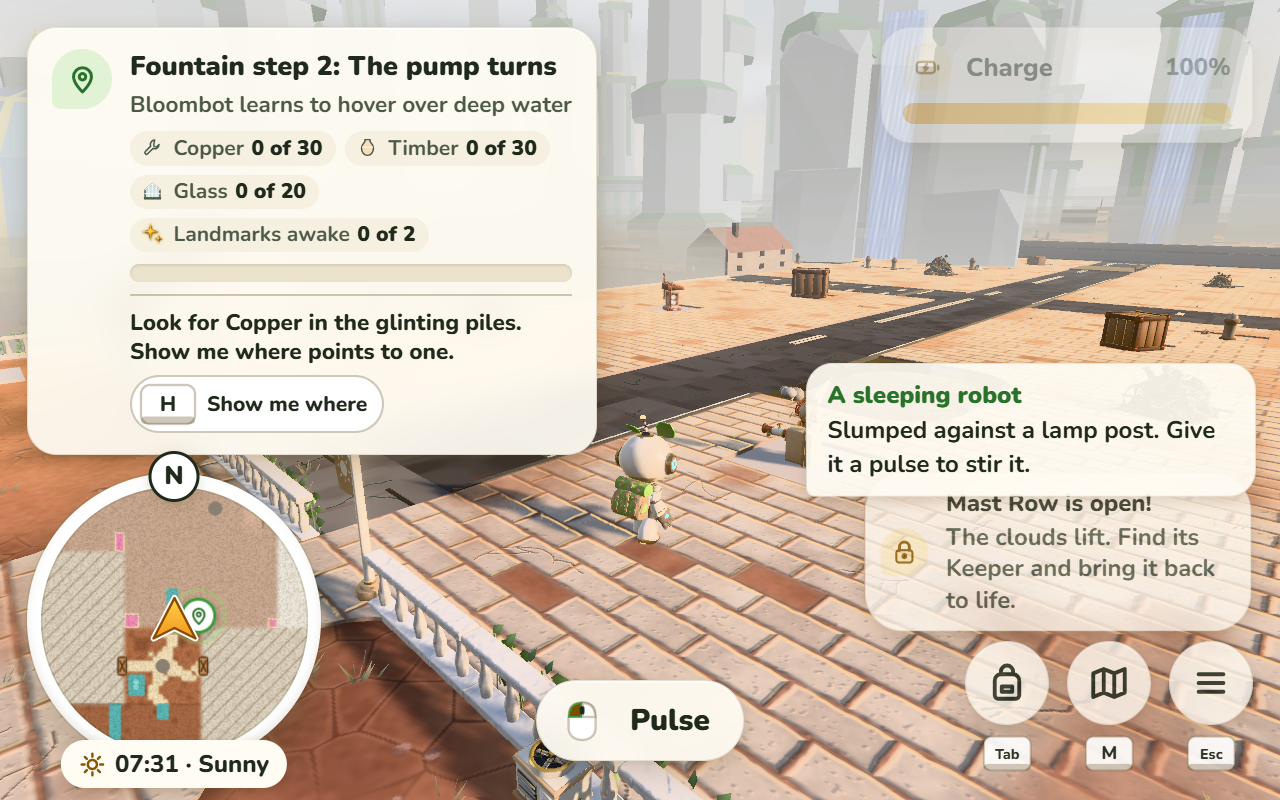 Fountain step 2: The pump turns
Bloombot learns to hover over deep water
Copper 0 of 30
Timber 0 of 30
Glass 0 of 20
Landmarks awake 0 of 2
Look for Copper in the glinting piles.
Show me where points to one.
H
Show me where
Charge 100%
A sleeping robot
Slumped against a lamp post. Give
it a pulse to stir it.
Mast Row is open!
The clouds lift. Find its
Keeper and bring it back
to life.
N
07:31 · Sunny
Pulse
Tab
M
Esc